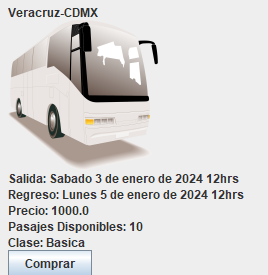 Veracruz-CDMX
Salida: Sabado 3 de enero de 2024 12hrs
Regreso: Lunes 5 de enero de 2024 12hrs
Precio: 1000.0
Pasajes Disponibles: 10
Clase: Basica
Comprar